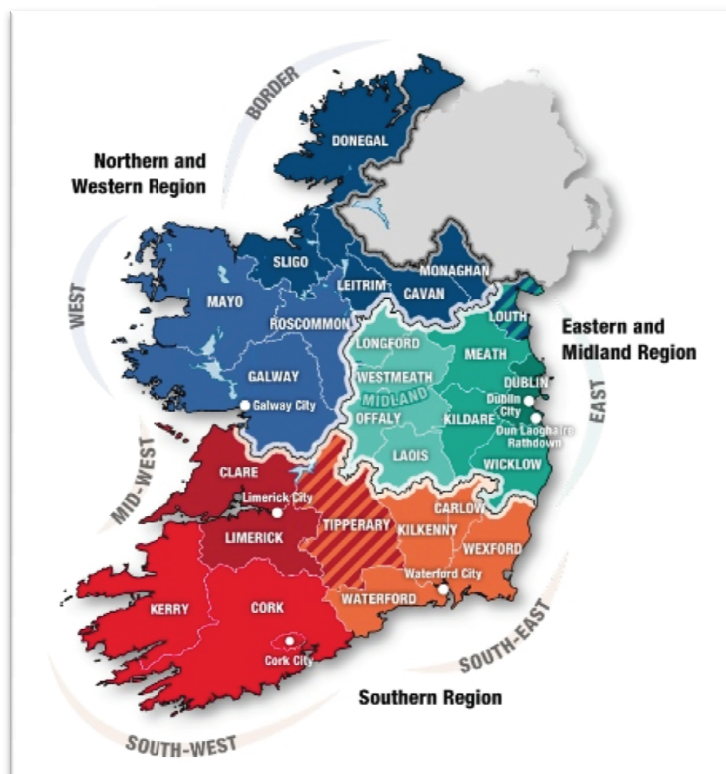 BORDER
DONEGAL
Northern and
Western Region
SLIGO
LEITRIM
MONAGHAN
CAVAN
WEST
MAYO
ROSCOMMON
LOUTH
Eastern and
Midland Region
LONGFORD
MEATH
GALWAY
WESTMEATH
MIDLAND
DUBLIN
Dublin
City
Galway City
OFFALY
KILDARE
Dun Laoghaire
Rathdown
EAST
LAOIS
WICKLOW
MID-WEST
CLARE
Limerick City
TIPPERARY
CARLOW
KILKENNY
LIMERICK
WEXFORD
Waterford City
KERRY
CORK
WATERFORD
SOUTH-EAST
Cork City
Southern Region
SOUTH-WEST